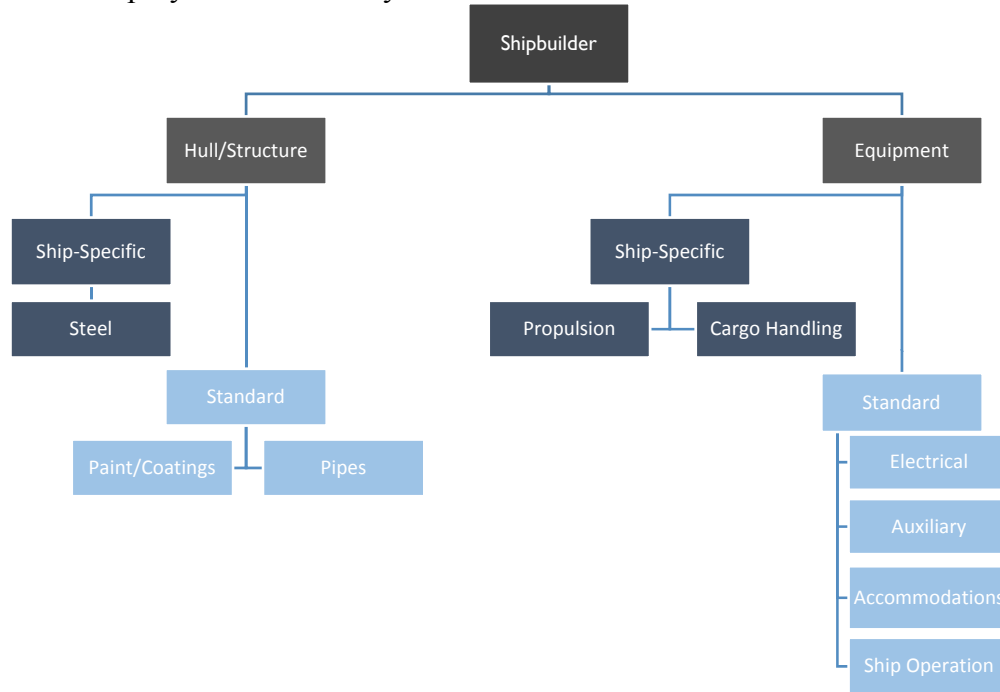 Shipbuilder
Hull/Structure
Equipment
Ship-Specific
Ship-Specific
Steel
Propulsion
Cargo Handling
Standard
Standard
Paint/Coatings
Pipes
Electrical
Auxiliary
Accommodations
Ship Operation